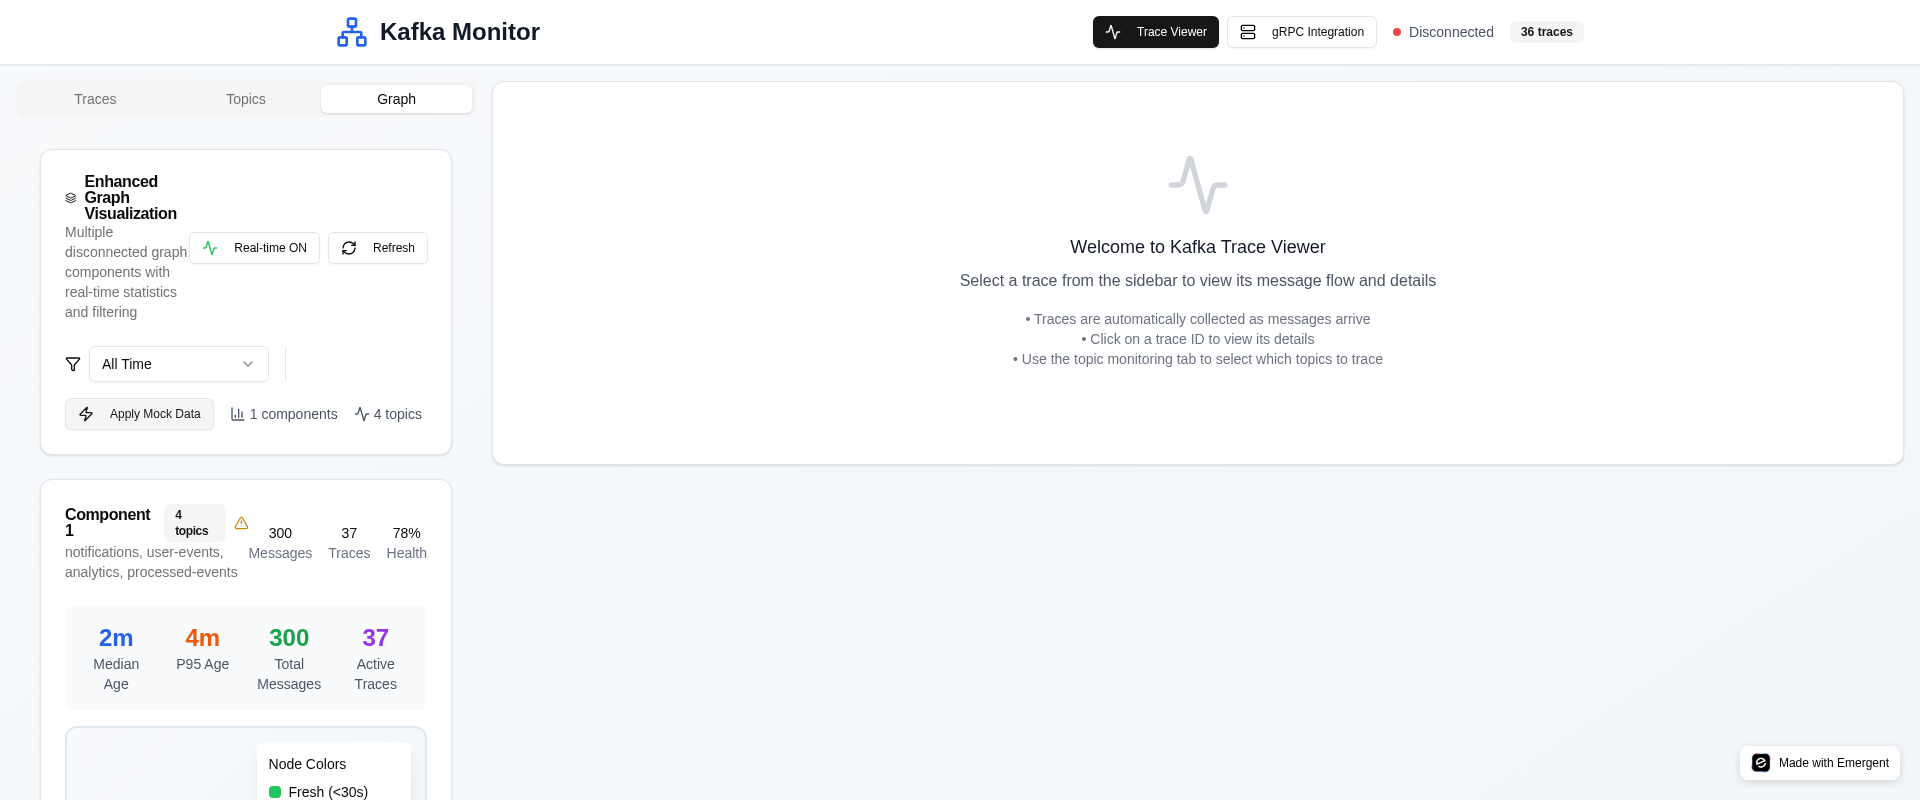 Kafka Monitor
Trace Viewer
gRPC Integration
Disconnected
36 traces
Traces
Topics
Graph
Enhanced
Graph
Visualization
Multiple
disconnected graph
components with
real-time statistics
and filtering
Real-time ON
Refresh
All Time
Apply Mock Data
1 components
4 topics
Component
1
4
topics
notifications, user-events,
analytics, processed-events
300
Messages
37
Traces
78%
Health
2m
Median
Age
4m
P95 Age
300
Total
Messages
37
Active
Traces
Node Colors
Fresh (<30s)
Welcome to Kafka Trace Viewer
Select a trace from the sidebar to view its message flow and details
• Traces are automatically collected as messages arrive
• Click on a trace ID to view its details
• Use the topic monitoring tab to select which topics to trace
Made with Emergent